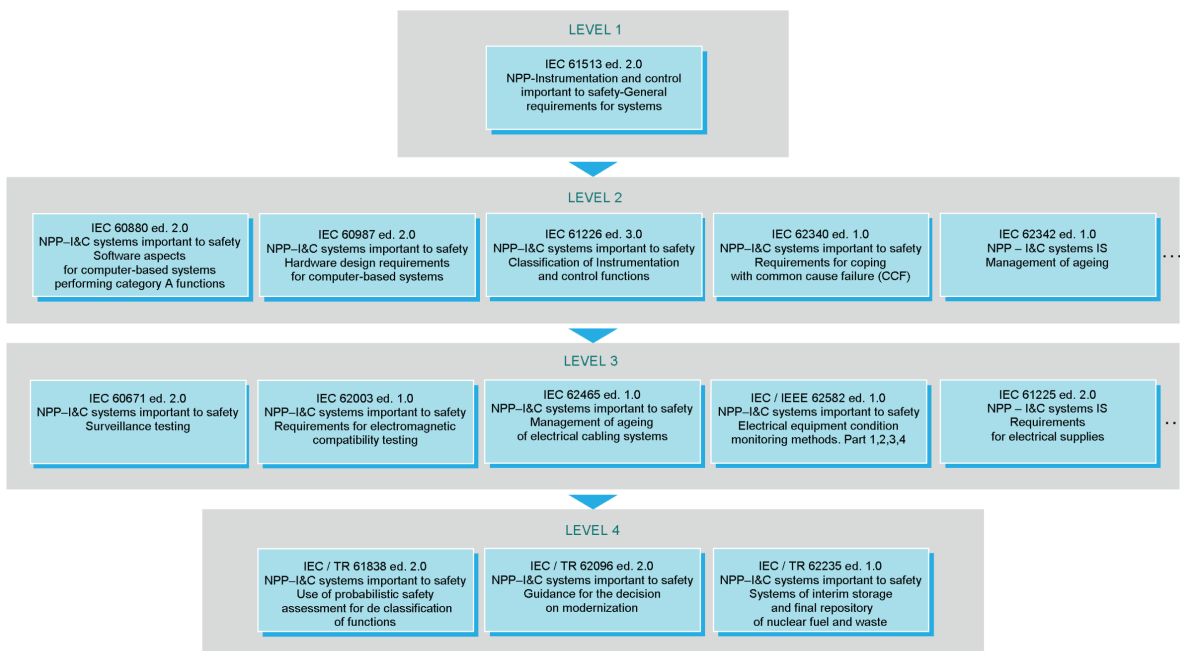 LEVEL 1
IEC 61513 ed. 2.0
NPP-Instrumentation and control
important to safety-General
requirements for systems
LEVEL 2
IEC 60880 ed. 2.0
NPP–I&C systems important to safety
Software aspects
for computer-based systems
performing category A functions
IEC 60987 ed. 2.0
NPP–I&C systems important to safety
Hardware design requirements
for computer-based systems
IEC 61226 ed. 3.0
NPP–I&C systems important to safety
Classification of Instrumentation
and control functions
IEC 62340 ed. 1.0
NPP–I&C systems important to safety
Requirements for coping
with common cause failure (CCF)
IEC 62342 ed. 1.0
NPP – I&C systems IS
Management of ageing
...
LEVEL 3
IEC 60671 ed. 2.0
NPP–I&C systems important to safety
Surveillance testing
IEC 62003 ed. 1.0
NPP–I&C systems important to safety
Requirements for electromagnetic
compatibility testing
IEC 62465 ed. 1.0
NPP–I&C systems important to safety
Management of ageing
of electrical cabling systems
IEC / IEEE 62582 ed. 1.0
NPP–I&C systems important to safety
Electrical equipment condition
monitoring methods. Part 1,2,3,4
IEC 61225 ed. 2.0
NPP – I&C systems IS
Requirements
for electrical supplies
..
LEVEL 4
IEC / TR 61838 ed. 2.0
NPP–I&C systems important to safety
Use of probabilistic safety
assessment for de classification
of functions
IEC / TR 62096 ed. 2.0
NPP–I&C systems important to safety
Guidance for the decision
on modernization
IEC / TR 62235 ed. 1.0
NPP–I&C systems important to safety
Systems of interim storage
and final repository
of nuclear fuel and waste